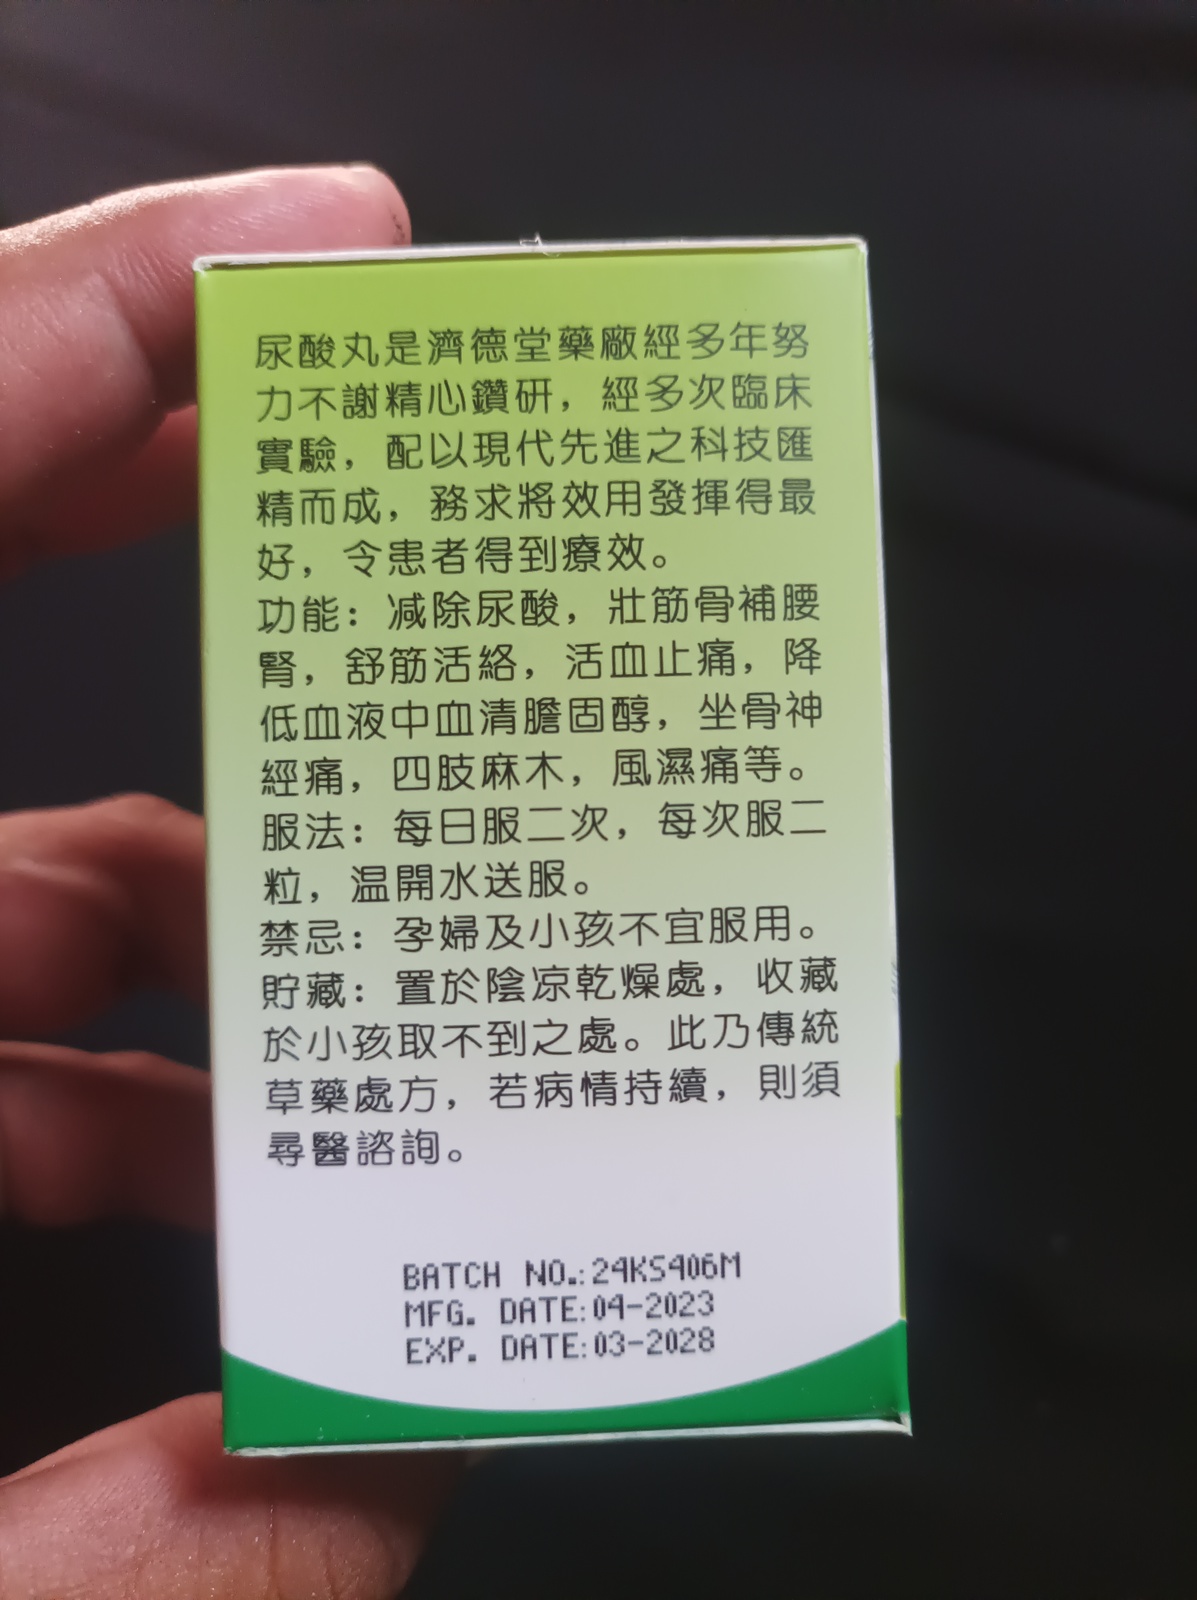 尿酸丸是濟德堂藥廠經多年努
力不謝精心鑽研，經多次臨床
實驗，配以現代先進之科技匯
精而成，務求將效用發揮得最
好，令患者得到療效。
功能：减除尿酸，壯筋骨補腰
腎，舒筋活絡，活血止痛，降
低血液中血清膽固醇，坐骨神
經痛，四肢麻木，風濕痛等。
服法：每日服二次，每次服二
粒，温開水送服。
禁忌：孕婦及小孩不宜服用。
貯藏：置於陰凉乾燥處，收藏
於小孩取不到之處。此乃傳統
草藥處方，若病情持續，則須
尋醫諮詢。
BATCH NO.:24KS406M
MFG. DATE:04-2023
EXP. DATE:03-2028